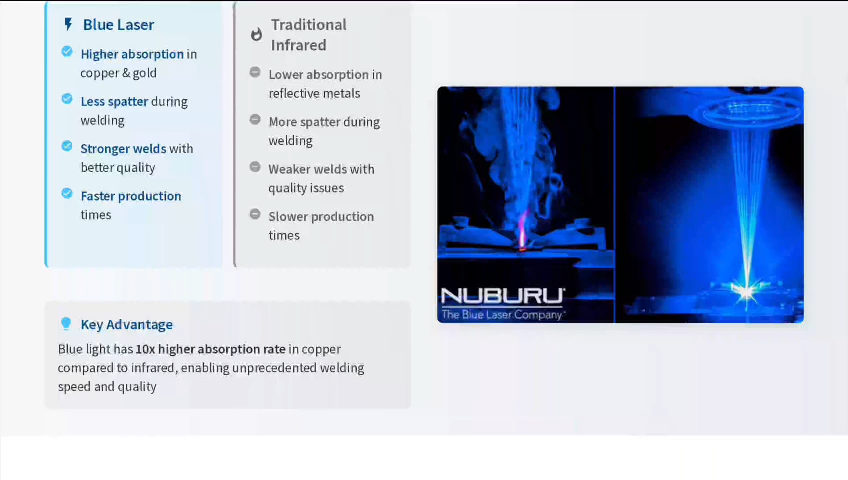 Blue Laser
Higher absorption in
copper & gold
Less spatter during
welding
Stronger welds with
better quality
Faster production
times
Traditional
Infrared
Lower absorption in
reflective metals
More spatter during
welding
Weaker welds with
quality issues
Slower production
times
Key Advantage
Blue light has 10x higher absorption rate in copper
compared to infrared, enabling unprecedented welding
speed and quality
NUBURU®
The Blue Laser Company™